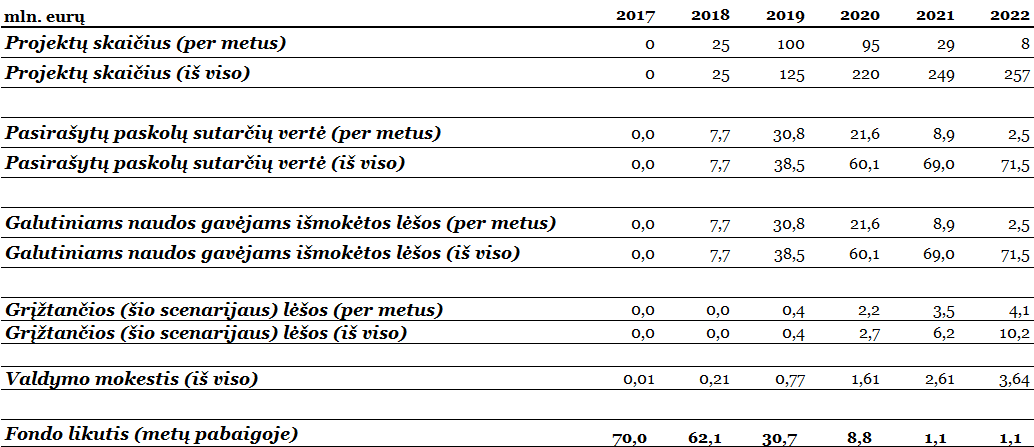 mln. eurų 2017 2018 2019 2020 2021 2022
Projektų skaičius (per metus) 0 25 100 95 29 8
Projektų skaičius (iš viso) 0 25 125 220 249 257
Pasirašytų paskolų sutarčių vertė (per metus) 0,0 7,7 30,8 21,6 8,9 2,5
Pasirašytų paskolų sutarčių vertė (iš viso) 0,0 7,7 38,5 60,1 69,0 71,5
Galutiniams naudos gavėjams išmokėtos lėšos (per metus) 0,0 7,7 30,8 21,6 8,9 2,5
Galutiniams naudos gavėjams išmokėtos lėšos (iš viso) 0,0 7,7 38,5 60,1 69,0 71,5
Grįžtančios (šio scenarijaus) lėšos (per metus) 0,0 0,0 0,4 2,2 3,5 4,1
Grįžtančios (šio scenarijaus) lėšos (iš viso) 0,0 0,0 0,4 2,7 6,2 10,2
Valdymo mokestis (iš viso) 0,01 0,21 0,77 1,61 2,61 3,64
Fondo likutis (metų pabaigoje) 70,0 62,1 30,7 8,8 1,1 1,1